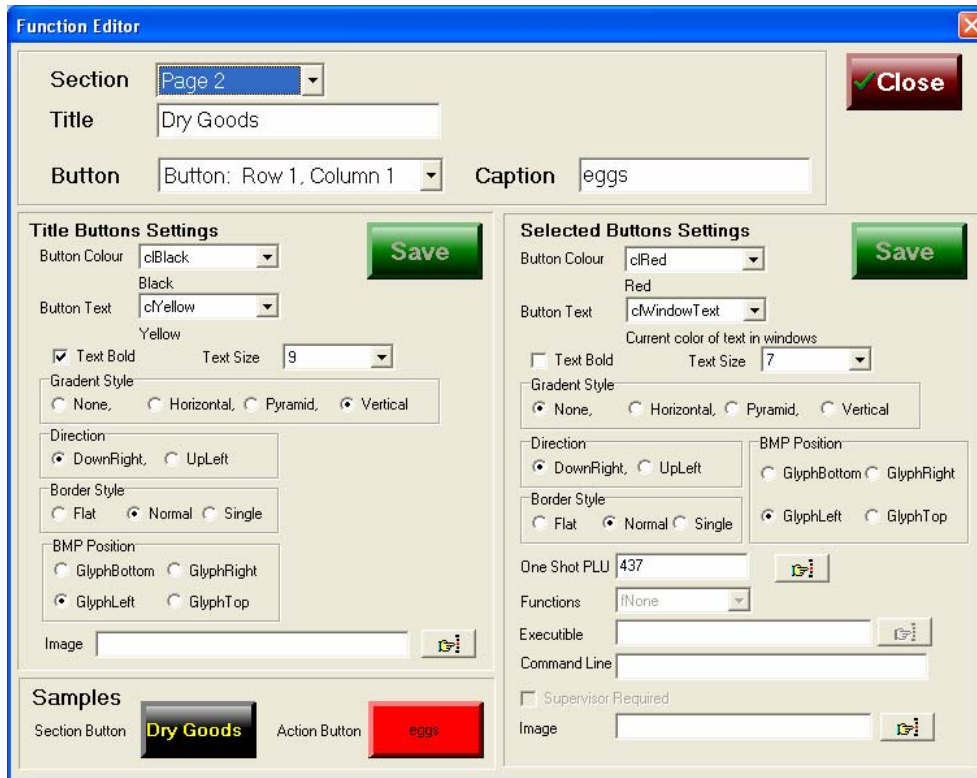 Function Editor
Section Page 2
Close
Title Dry Goods
Button Button: Row 1, Column 1 Caption eggs
Title Buttons Settings
Save
Button Colour clBlack
Black
Button Text clYellow
Yellow
Text Bold Text Size 9
Gradent Style
None, Horizontal, Pyramid, Vertical
Direction
DownRight, UpLeft
Border Style
Flat Normal Single
BMP Position
GlyphBottom GlyphRight
GlyphLeft GlyphTop
Image
Samples
Section Button Dry Goods Action Button eggs
Selected Buttons Settings
Save
Button Colour clRed
Red
Button Text clWindowText
Current color of text in windows
Text Bold Text Size 7
Gradent Style
None, Horizontal, Pyramid, Vertical
Direction
DownRight, UpLeft
Border Style
Flat Normal Single
BMP Position
GlyphBottom GlyphRight
GlyphLeft GlyphTop
One Shot PLU 437
Functions fNone
Executible
Command Line
Supervisor Required
Image